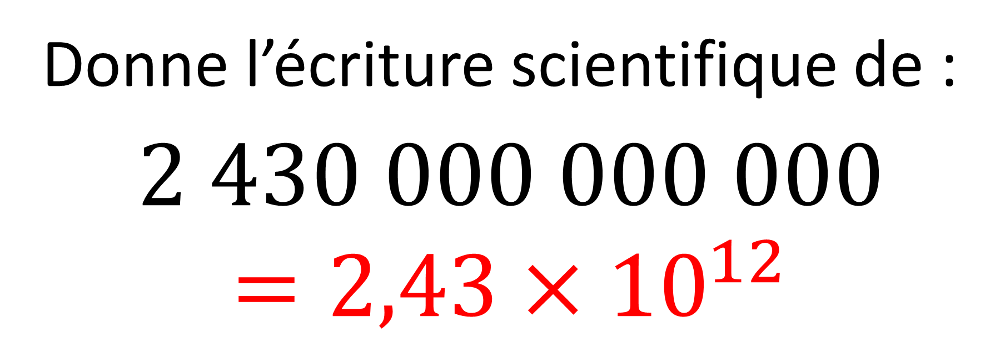 Donne l’écriture scientifique de :
2 430 000 000 000
= 2,43 × 10¹²